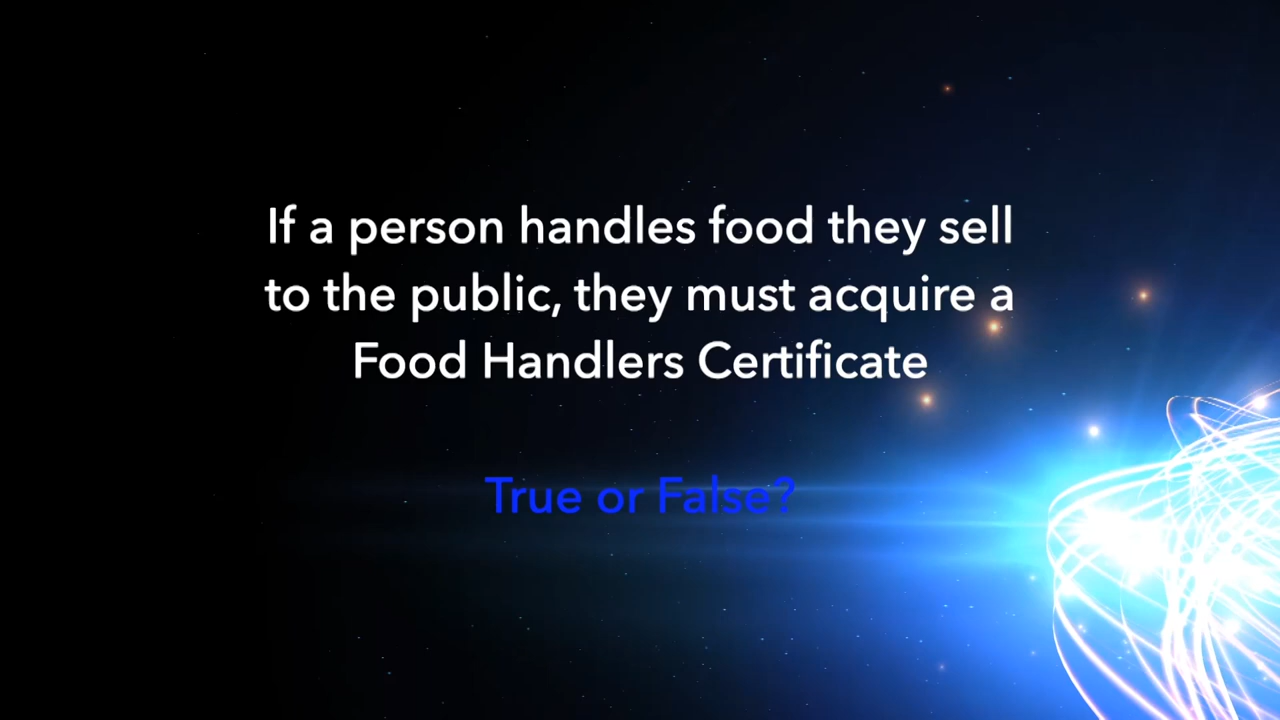 If a person handles food they sell
to the public, they must acquire a
Food Handlers Certificate
True or False?